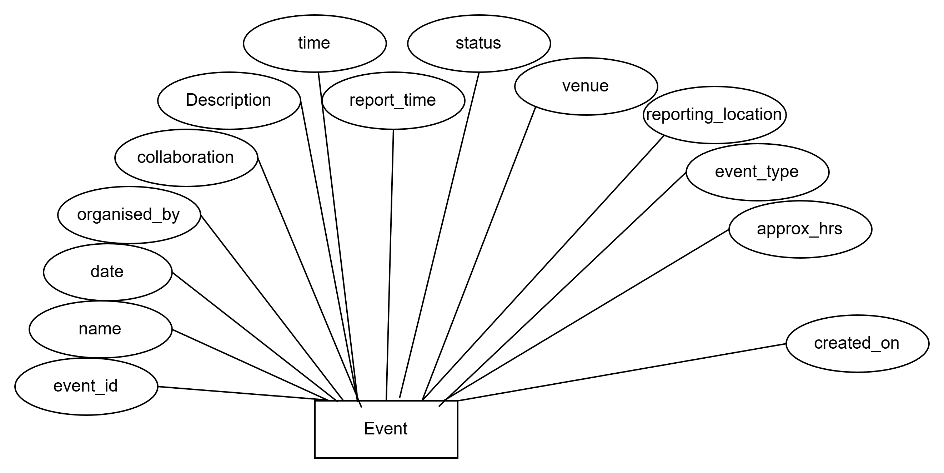 time
status
venue
Description
report_time
reporting_location
collaboration
event_type
organised_by
approx_hrs
date
name
created_on
event_id
Event